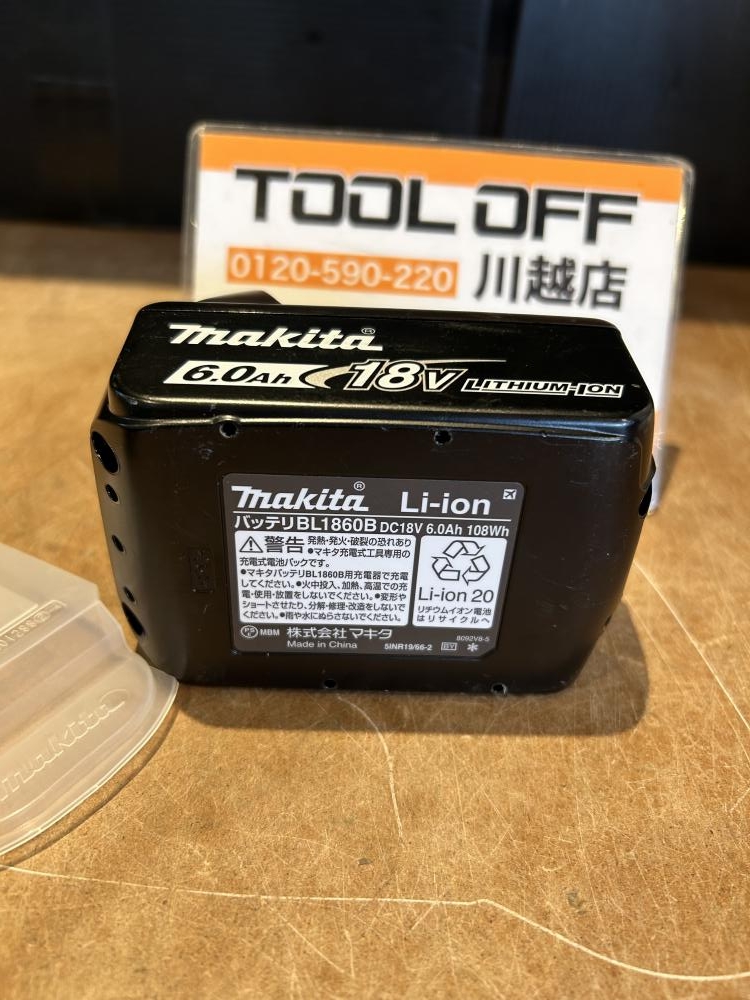 TOOL OFF
0120-590-220 川越店
makita®
6.0Ah 18V LITHIUM-ION
makita® Li-ion
バッテリBL1860B DC18V 6.0Ah 108Wh
警告 発熱・発火・破裂の恐れあり
●マキタ充電式工具専用の
充電式電池パックです。
●マキタバッテリBL1860B用充電器で充電
してください。●火中投入、加熱、高温での充
電・使用・放置をしないでください。●変形や
ショートさせたり、分解・修理・改造をしないで
ください。●雨や水にぬらさないでください。
Li-ion 20
リチウムイオン電池
はリサイクルへ
PSE MBM 株式会社マキタ
Made in China
5INR19/66-2 BY
8092V8-5
makita